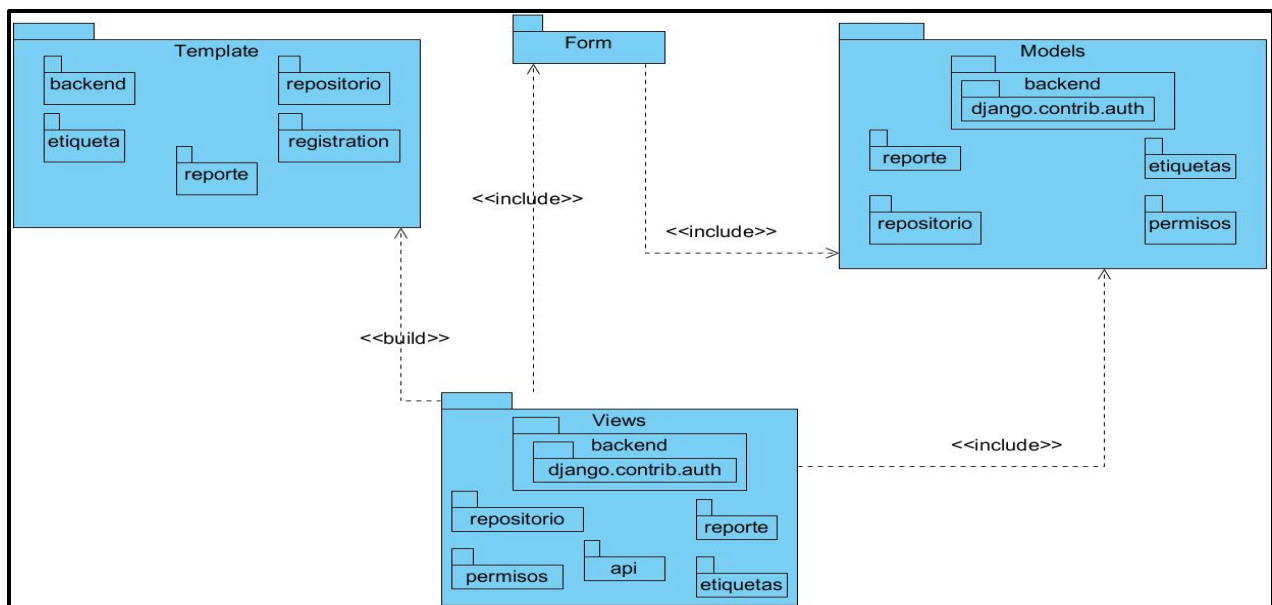 Template
backend
repositorio
etiqueta
registration
reporte
Form
Models
backend
django.contrib.auth
reporte
etiquetas
repositorio
permisos
<<include>>
<<include>>
<<build>>
<<include>>
Views
backend
django.contrib.auth
repositorio
reporte
permisos
api
etiquetas